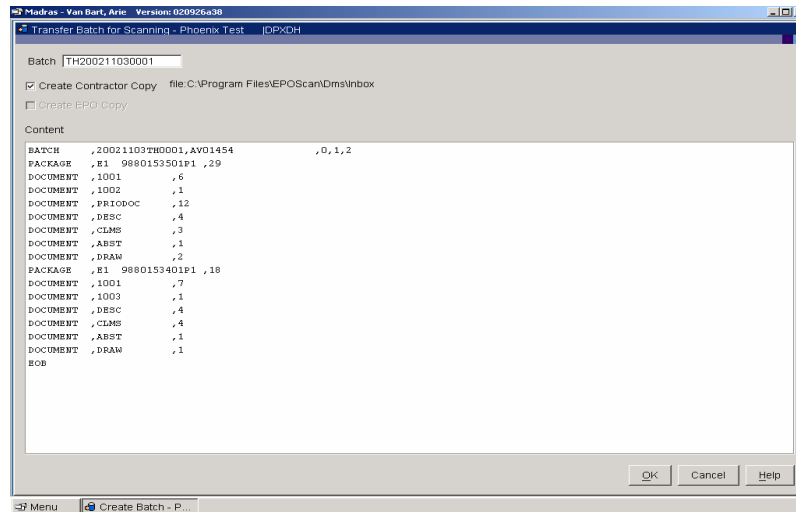 Madras - Van Bart, Arie Version: 020926a38
Transfer Batch for Scanning - Phoenix Test |DPXDH
Batch TH200211030001
Create Contractor Copy file:C:\Program Files\EPOScan\Dms\Inbox
Create EPO Copy
Content
BATCH ,20021103TH0001,AV01454 ,0,1,2
PACKAGE ,E1 9880153501P1 ,29
DOCUMENT ,1001 ,6
DOCUMENT ,1002 ,1
DOCUMENT ,PRIODOC ,12
DOCUMENT ,DESC ,4
DOCUMENT ,CLMS ,3
DOCUMENT ,ABST ,1
DOCUMENT ,DRAW ,2
PACKAGE ,E1 9880153401P1 ,18
DOCUMENT ,1001 ,7
DOCUMENT ,1003 ,1
DOCUMENT ,DESC ,4
DOCUMENT ,CLMS ,4
DOCUMENT ,ABST ,1
DOCUMENT ,DRAW ,1
EOB
OK Cancel Help
Menu Create Batch - P...